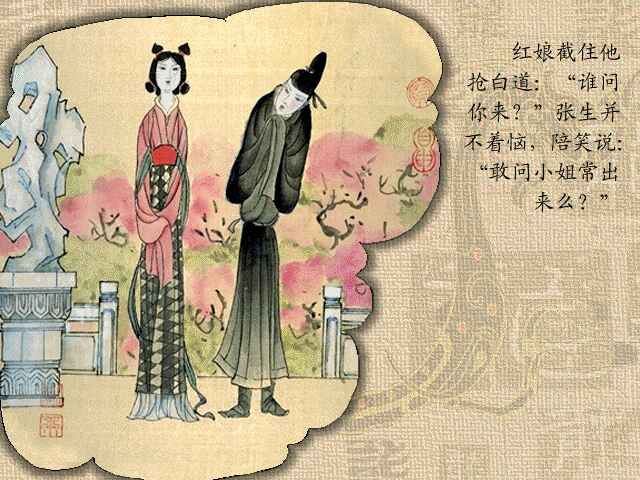 红娘截住他
抢白道：“谁问
你来？”张生并
不着恼，陪笑说：
“敢问小姐常出
来么？”